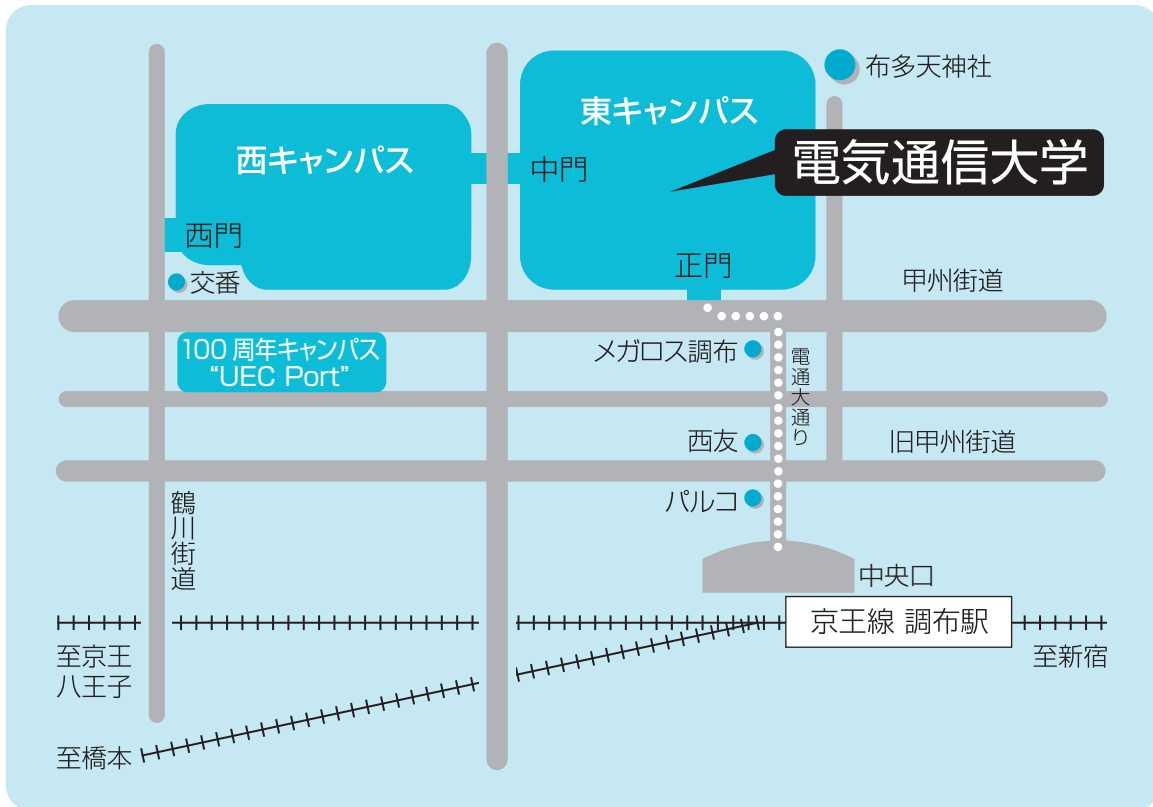 布多天神社
東キャンパス
西キャンパス
電気通信大学
中門
西門
正門
交番
甲州街道
100周年キャンパス
“UEC Port”
メガロス調布
電通大通り
西友
旧甲州街道
パルコ
鶴川街道
中央口
京王線 調布駅
至京王
八王子
至新宿
至橋本